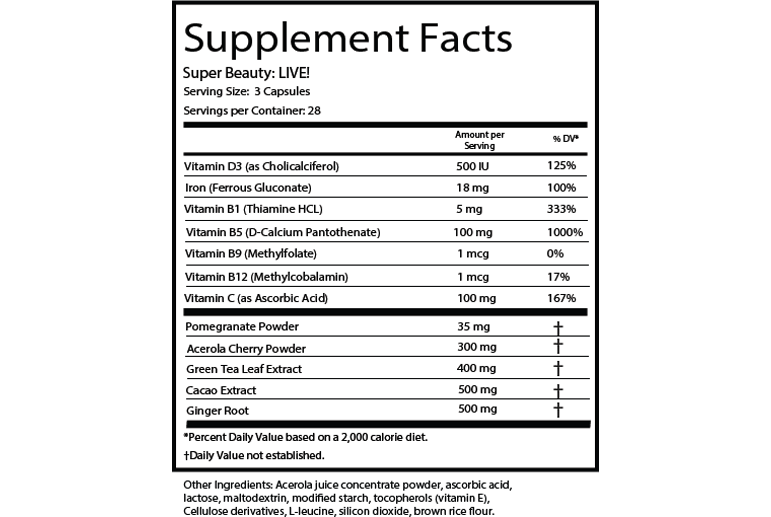 Supplement Facts
Super Beauty: LIVE!
Serving Size: 3 Capsules
Servings per Container: 28
Amount per Serving % DV*
Vitamin D3 (as Cholicalciferol) 500 IU 125%
Iron (Ferrous Gluconate) 18 mg 100%
Vitamin B1 (Thiamine HCL) 5 mg 333%
Vitamin B5 (D-Calcium Pantothenate) 100 mg 1000%
Vitamin B9 (Methylfolate) 1 mcg 0%
Vitamin B12 (Methylcobalamin) 1 mcg 17%
Vitamin C (as Ascorbic Acid) 100 mg 167%
Pomegranate Powder 35 mg †
Acerola Cherry Powder 300 mg †
Green Tea Leaf Extract 400 mg †
Cacao Extract 500 mg †
Ginger Root 500 mg †
*Percent Daily Value based on a 2,000 calorie diet.
†Daily Value not established.
Other Ingredients: Acerola juice concentrate powder, ascorbic acid,
lactose, maltodextrin, modified starch, tocopherols (vitamin E),
Cellulose derivatives, L-leucine, silicon dioxide, brown rice flour.